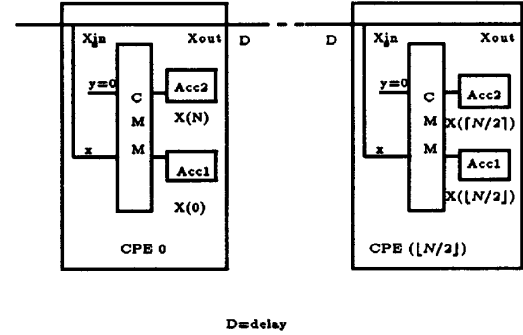 Xin Xout D D Xin Xout
y=0 C M M Acc2 X(N)
x Acc1 X(0)
CPE 0
y=0 C M M Acc2 X(⌈N/2⌉)
x Acc1 X(⌊N/2⌋)
CPE (⌊N/2⌋)
D=delay